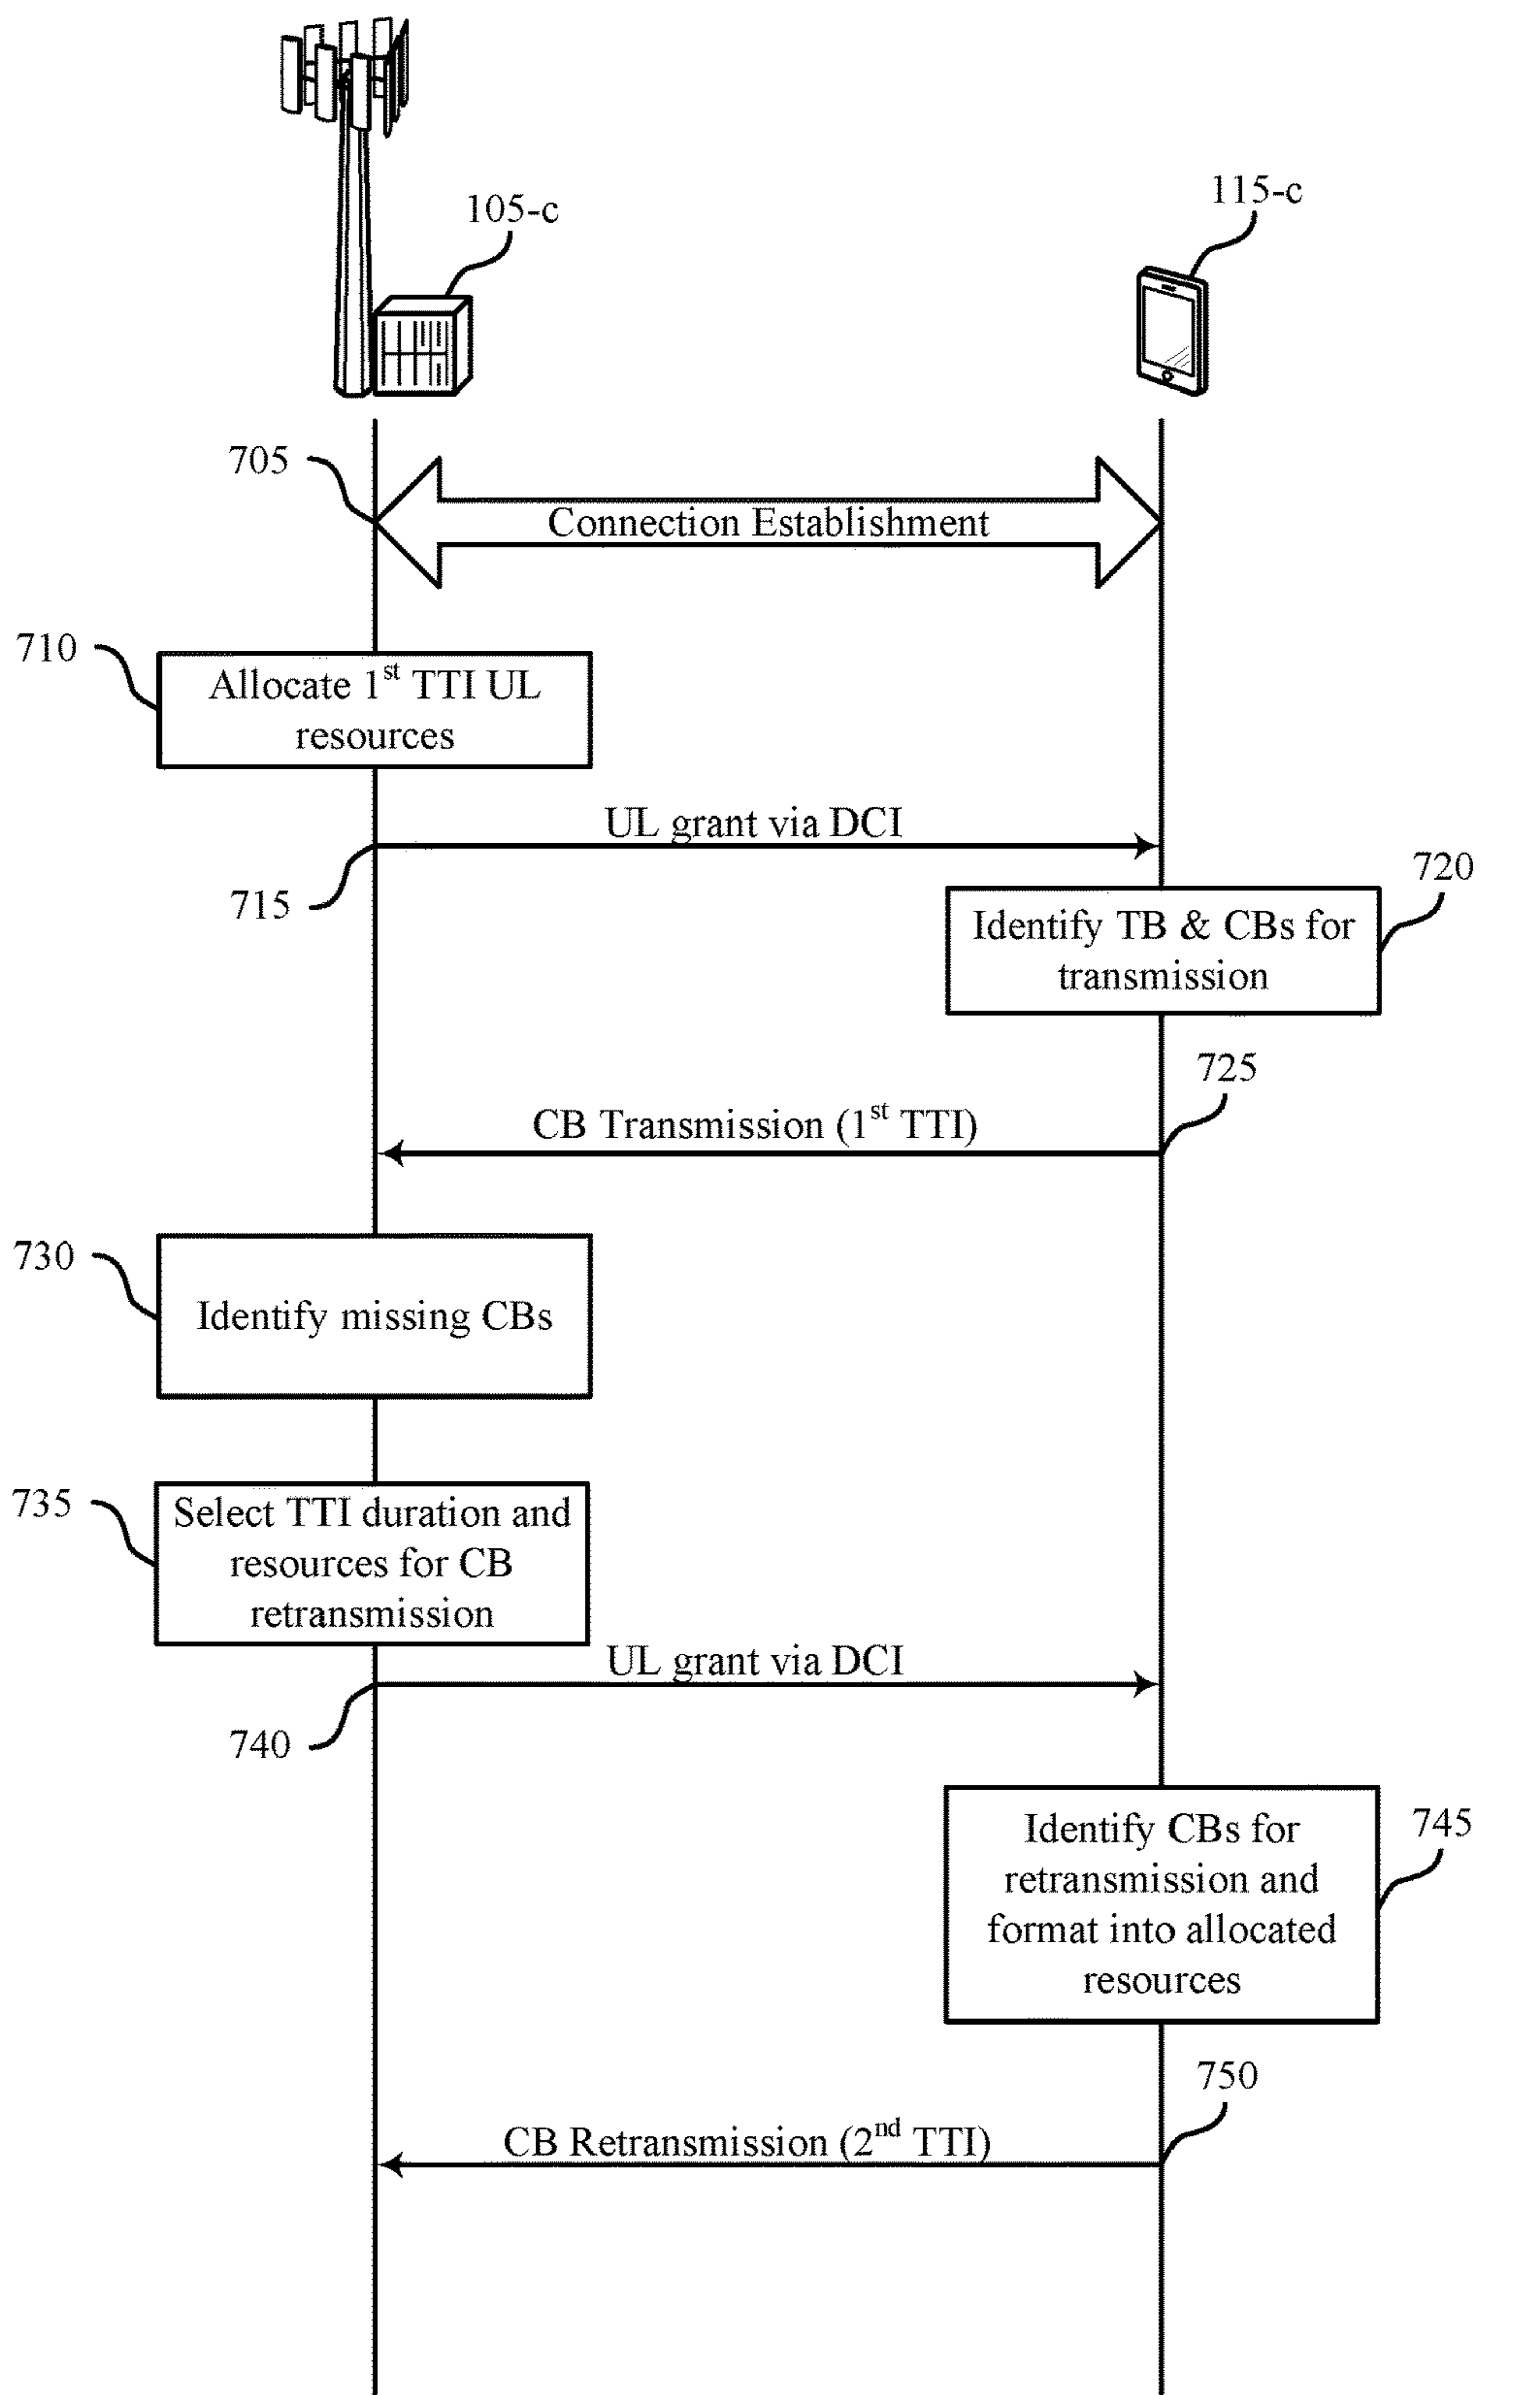 105-c
115-c
705
Connection Establishment
710
Allocate 1st TTI UL
resources
UL grant via DCI
715
720
Identify TB & CBs for
transmission
725
CB Transmission (1st TTI)
730
Identify missing CBs
735
Select TTI duration and
resources for CB
retransmission
UL grant via DCI
740
745
Identify CBs for
retransmission and
format into allocated
resources
750
CB Retransmission (2nd TTI)